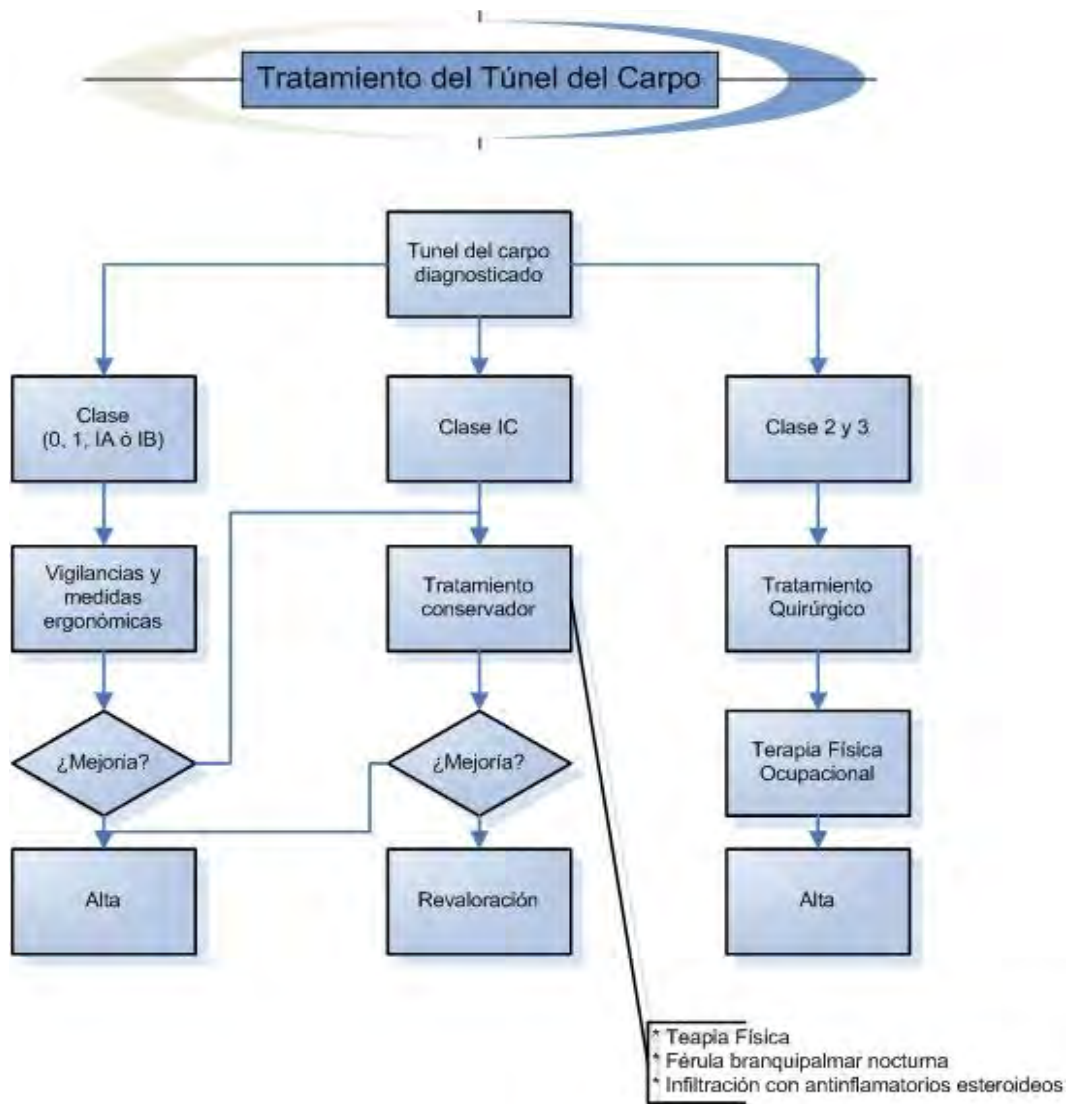 Tratamiento del Túnel del Carpo
Tunel del carpo
diagnosticado
Clase
(0, 1, IA ò IB)
Clase IC
Clase 2 y 3
Vigilancias y
medidas
ergonómicas
Tratamiento
conservador
Tratamiento
Quirúrgico
¿Mejoria?
¿Mejoría?
Terapia Física
Ocupacional
Alta
Revaloración
Alta
* Teapia Física
* Férula branquipalmar nocturna
* Infiltración con antinflamatorios esteroideos